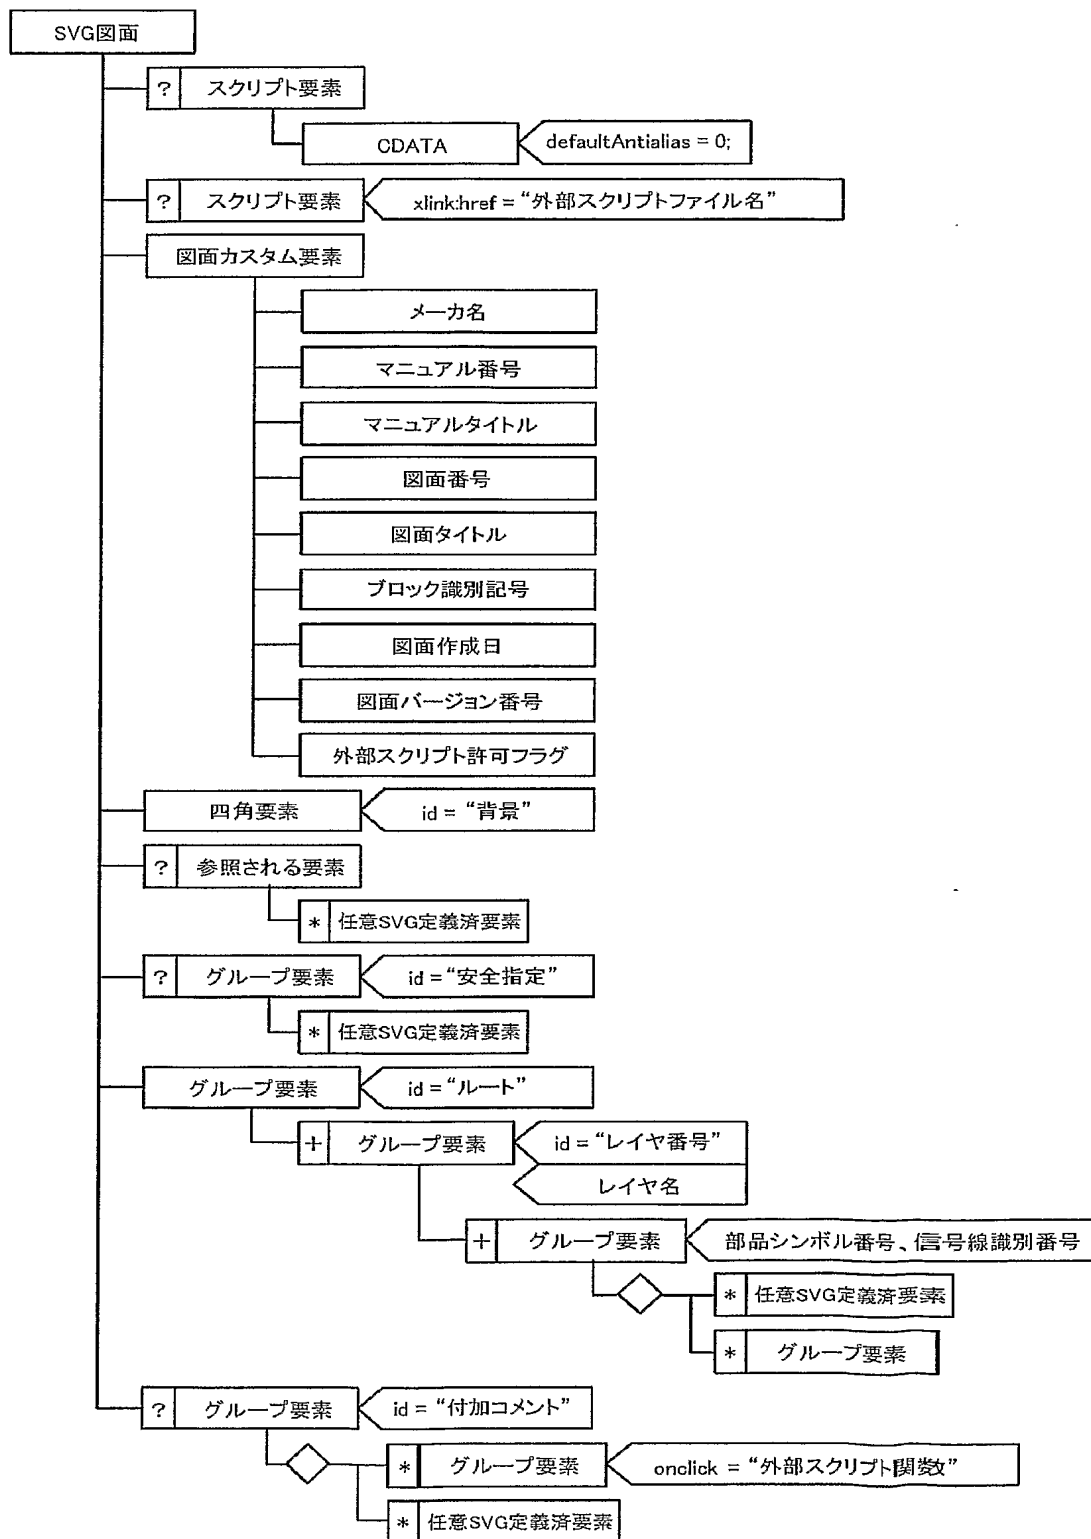 SVG図面
? スクリプト要素
CDATA
defaultAntialias = 0;
? スクリプト要素
xlink:href = “外部スクリプトファイル名”
図面カスタム要素
メーカ名
マニュアル番号
マニュアルタイトル
図面番号
図面タイトル
ブロック識別記号
図面作成日
図面バージョン番号
外部スクリプト許可フラグ
四角要素
id = “背景”
? 参照される要素
* 任意SVG定義済要素
? グループ要素
id = “安全指定”
* 任意SVG定義済要素
グループ要素
id = “ルート”
+ グループ要素
id = “レイヤ番号”
レイヤ名
+ グループ要素
部品シンボル番号、信号線識別番号
* 任意SVG定義済要素
* グループ要素
? グループ要素
id = “付加コメント”
* グループ要素
onclick = “外部スクリプト関数”
* 任意SVG定義済要素